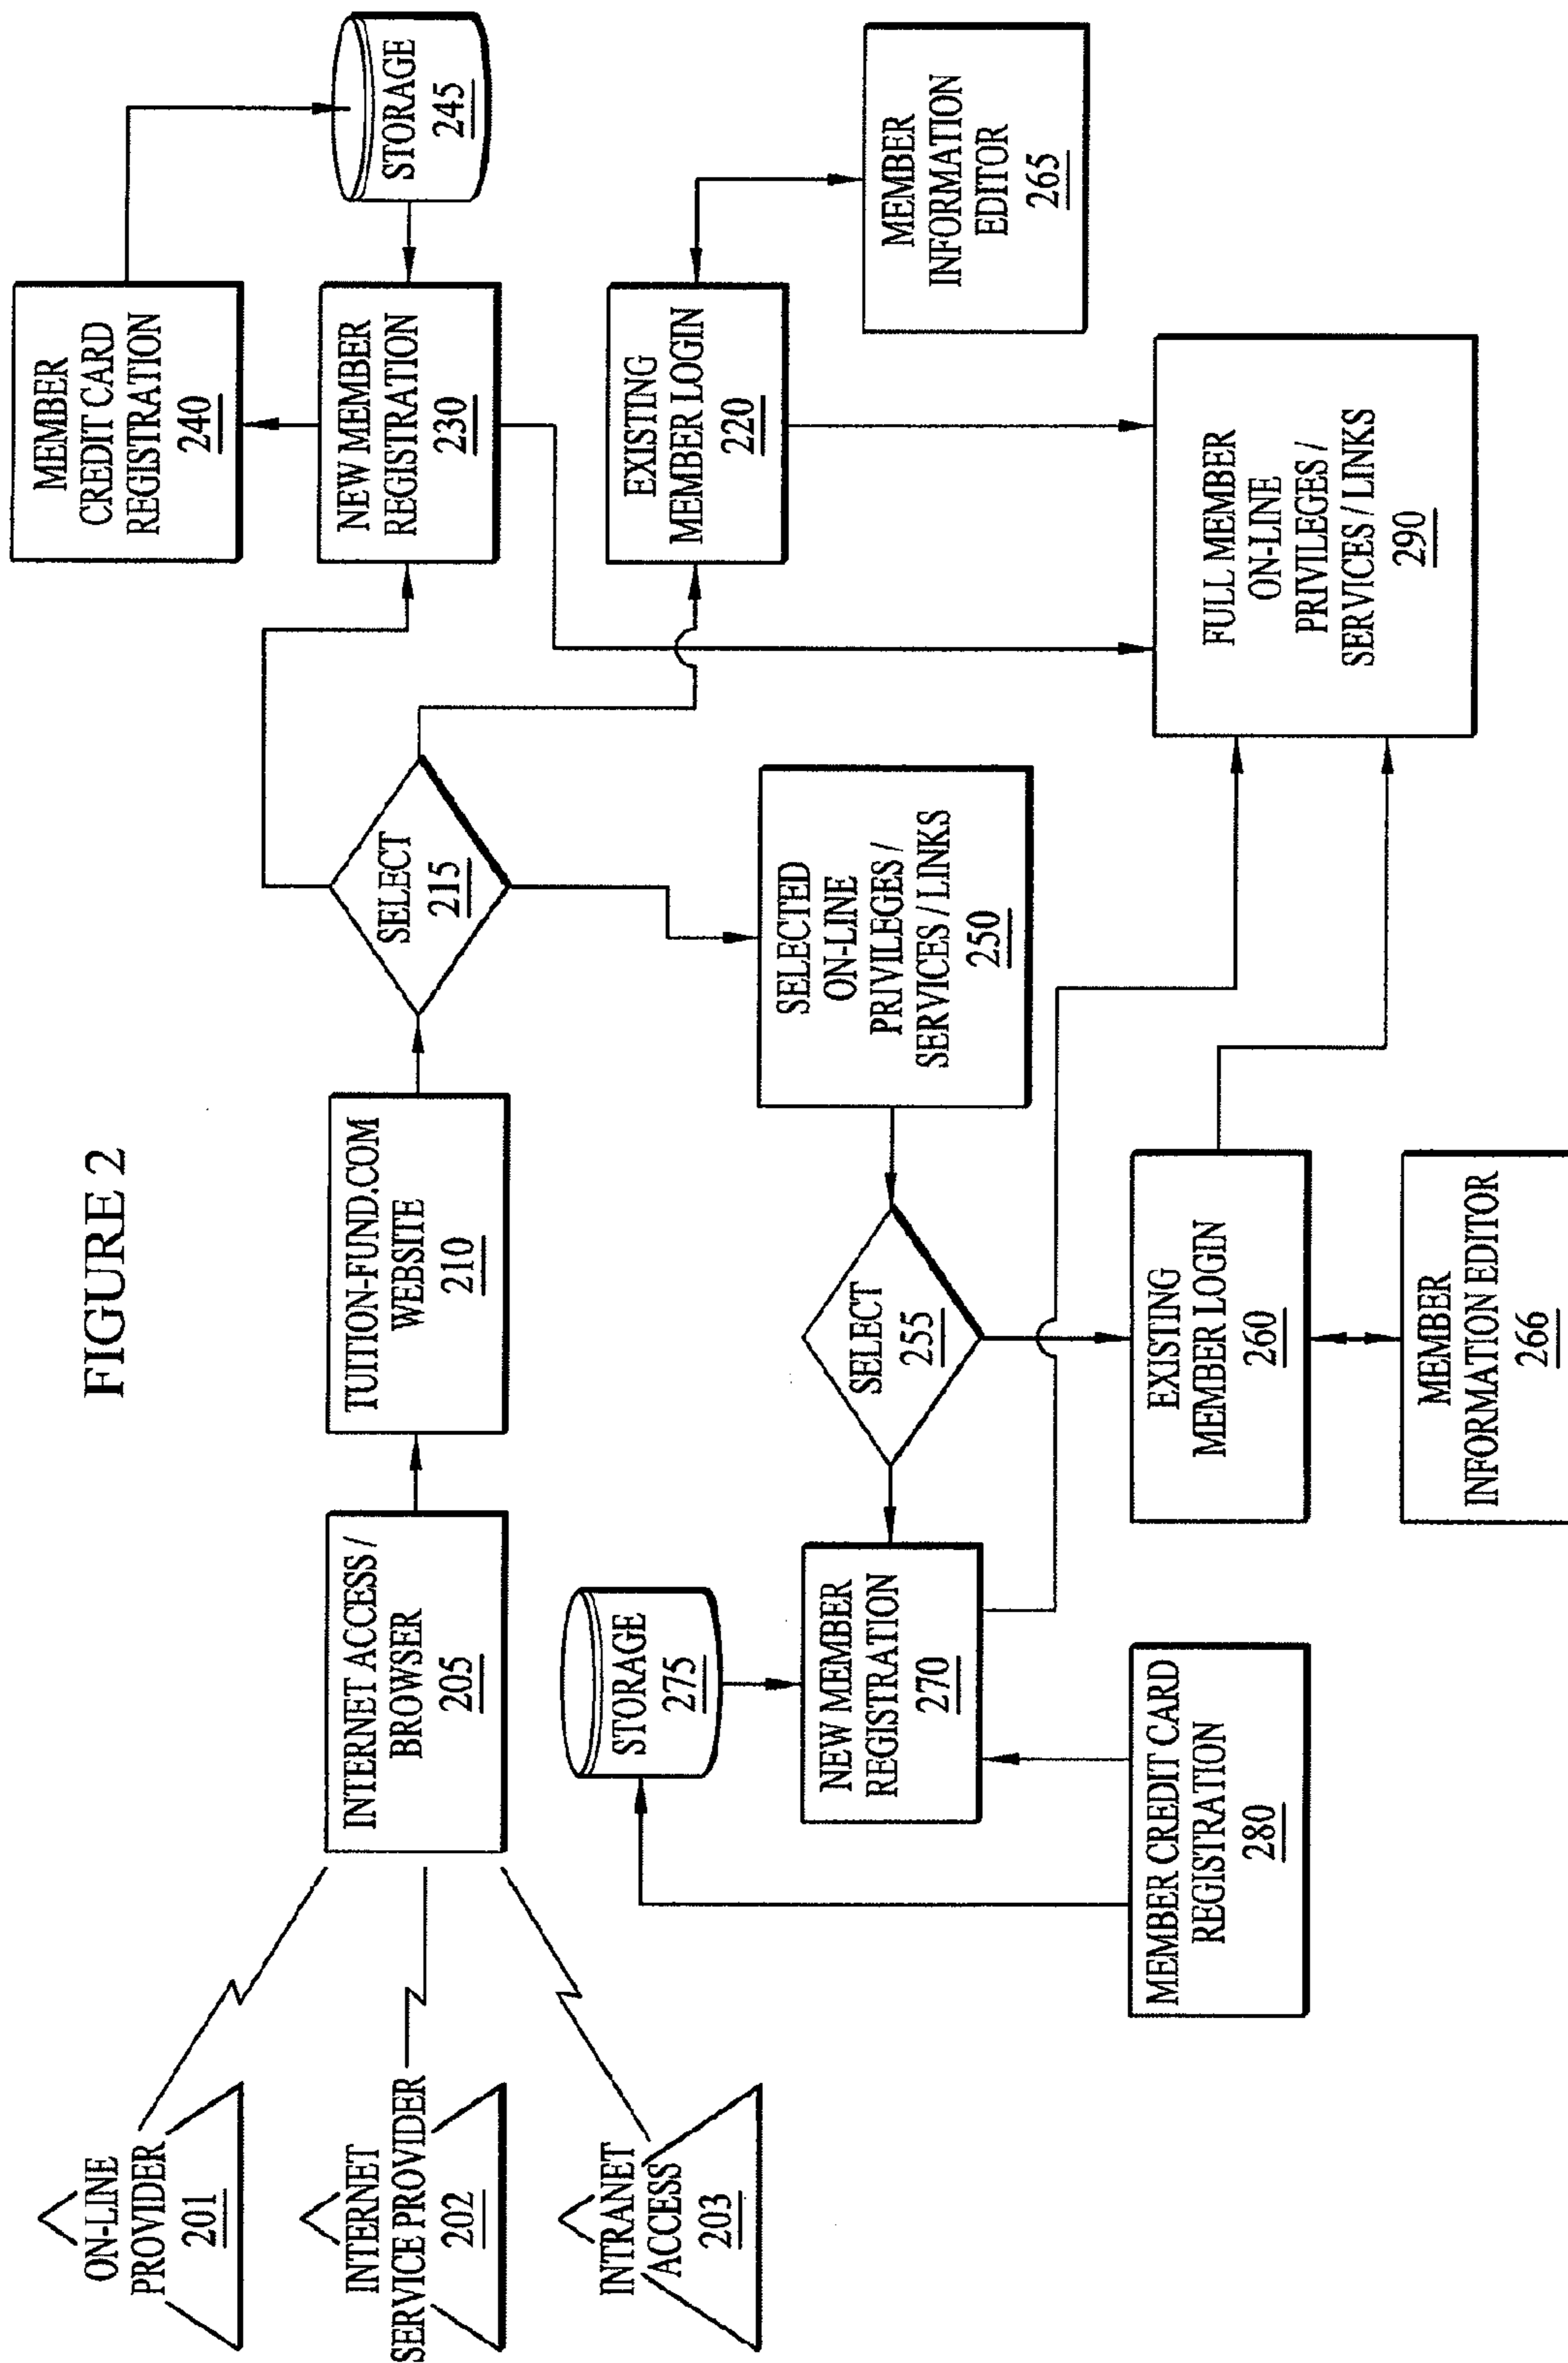 FIGURE 2
ON-LINE
PROVIDER
201
INTERNET
SERVICE PROVIDER
202
INTRANET
ACCESS
203
INTERNET ACCESS /
BROWSER
205
TUITION-FUND.COM
WEBSITE
210
SELECT
215
MEMBER
CREDIT CARD
REGISTRATION
240
STORAGE
245
NEW MEMBER
REGISTRATION
230
EXISTING
MEMBER LOGIN
220
MEMBER
INFORMATION
EDITOR
265
SELECTED
ON-LINE
PRIVILEGES /
SERVICES / LINKS
250
SELECT
255
STORAGE
275
NEW MEMBER
REGISTRATION
270
MEMBER CREDIT CARD
REGISTRATION
280
EXISTING
MEMBER LOGIN
260
MEMBER
INFORMATION EDITOR
266
FULL MEMBER
ON-LINE
PRIVILEGES /
SERVICES / LINKS
290